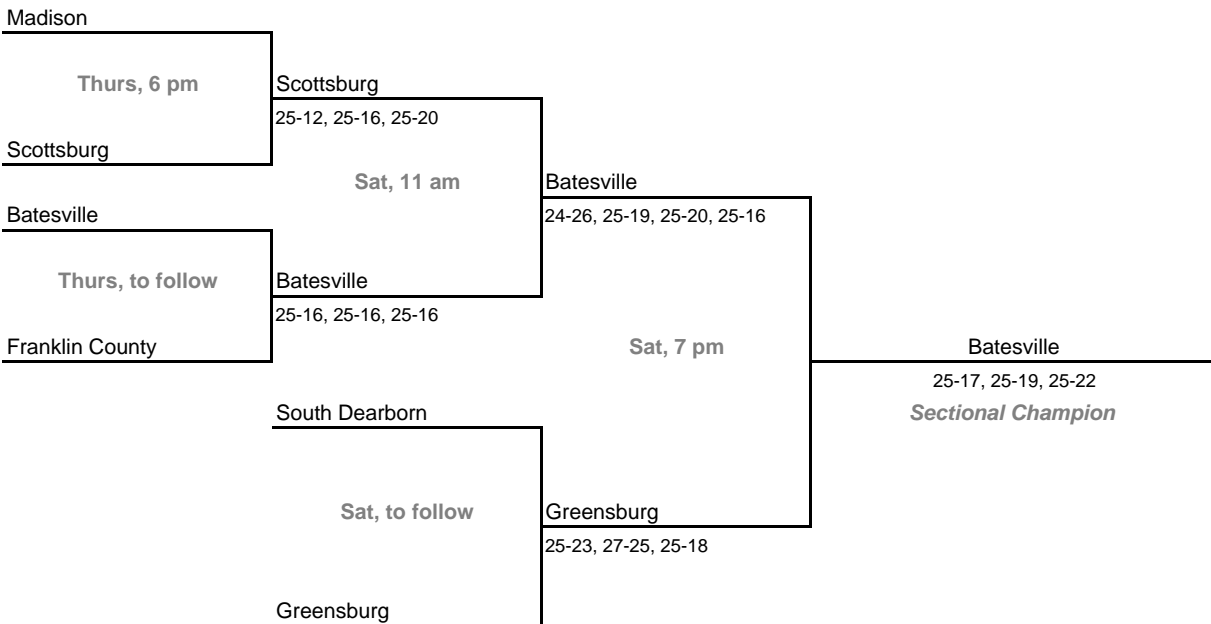 Madison
Thurs, 6 pm
Scottsburg
25-12, 25-16, 25-20
Scottsburg
Sat, 11 am
Batesville
24-26, 25-19, 25-20, 25-16
Batesville
Thurs, to follow
Batesville
25-16, 25-16, 25-16
Franklin County
Sat, 7 pm
Batesville
25-17, 25-19, 25-22
Sectional Champion
South Dearborn
Sat, to follow
Greensburg
25-23, 27-25, 25-18
Greensburg